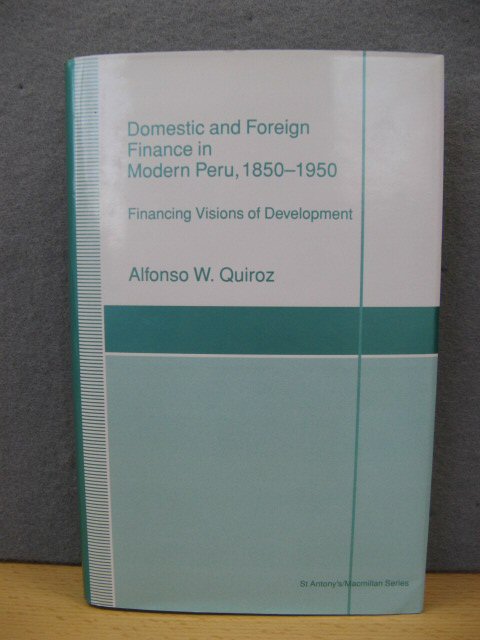 Domestic and Foreign
Finance in
Modern Peru, 1850–1950
Financing Visions of Development
Alfonso W. Quiroz
St Antony's/Macmillan Series